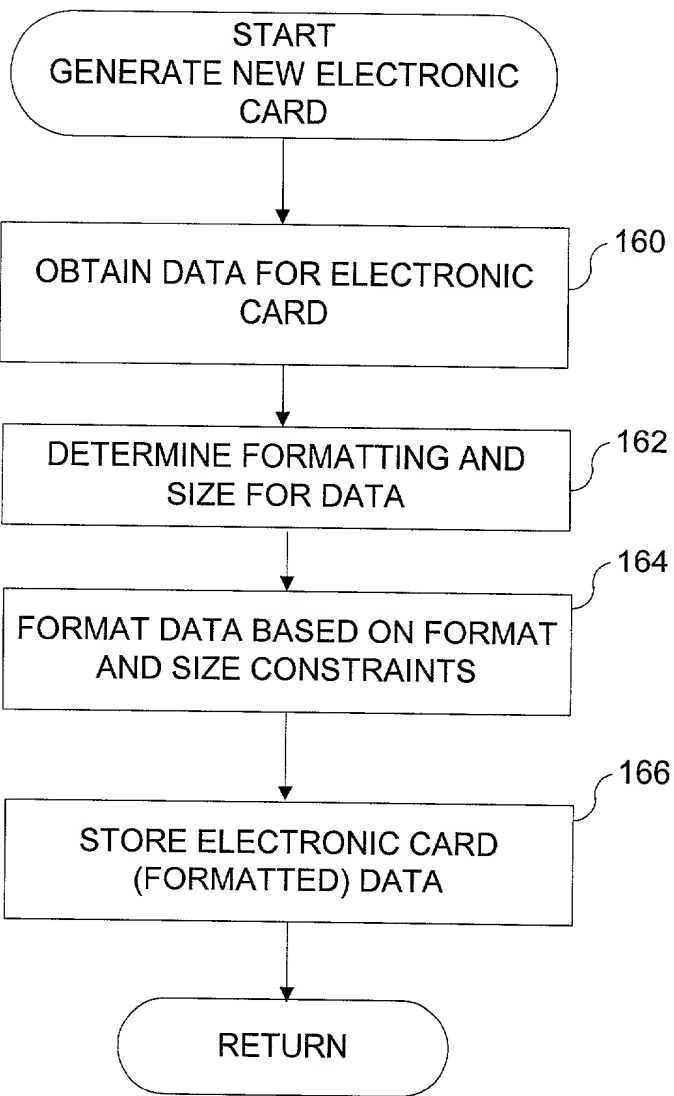 START
GENERATE NEW ELECTRONIC
CARD
160
OBTAIN DATA FOR ELECTRONIC
CARD
162
DETERMINE FORMATTING AND
SIZE FOR DATA
164
FORMAT DATA BASED ON FORMAT
AND SIZE CONSTRAINTS
166
STORE ELECTRONIC CARD
(FORMATTED) DATA
RETURN